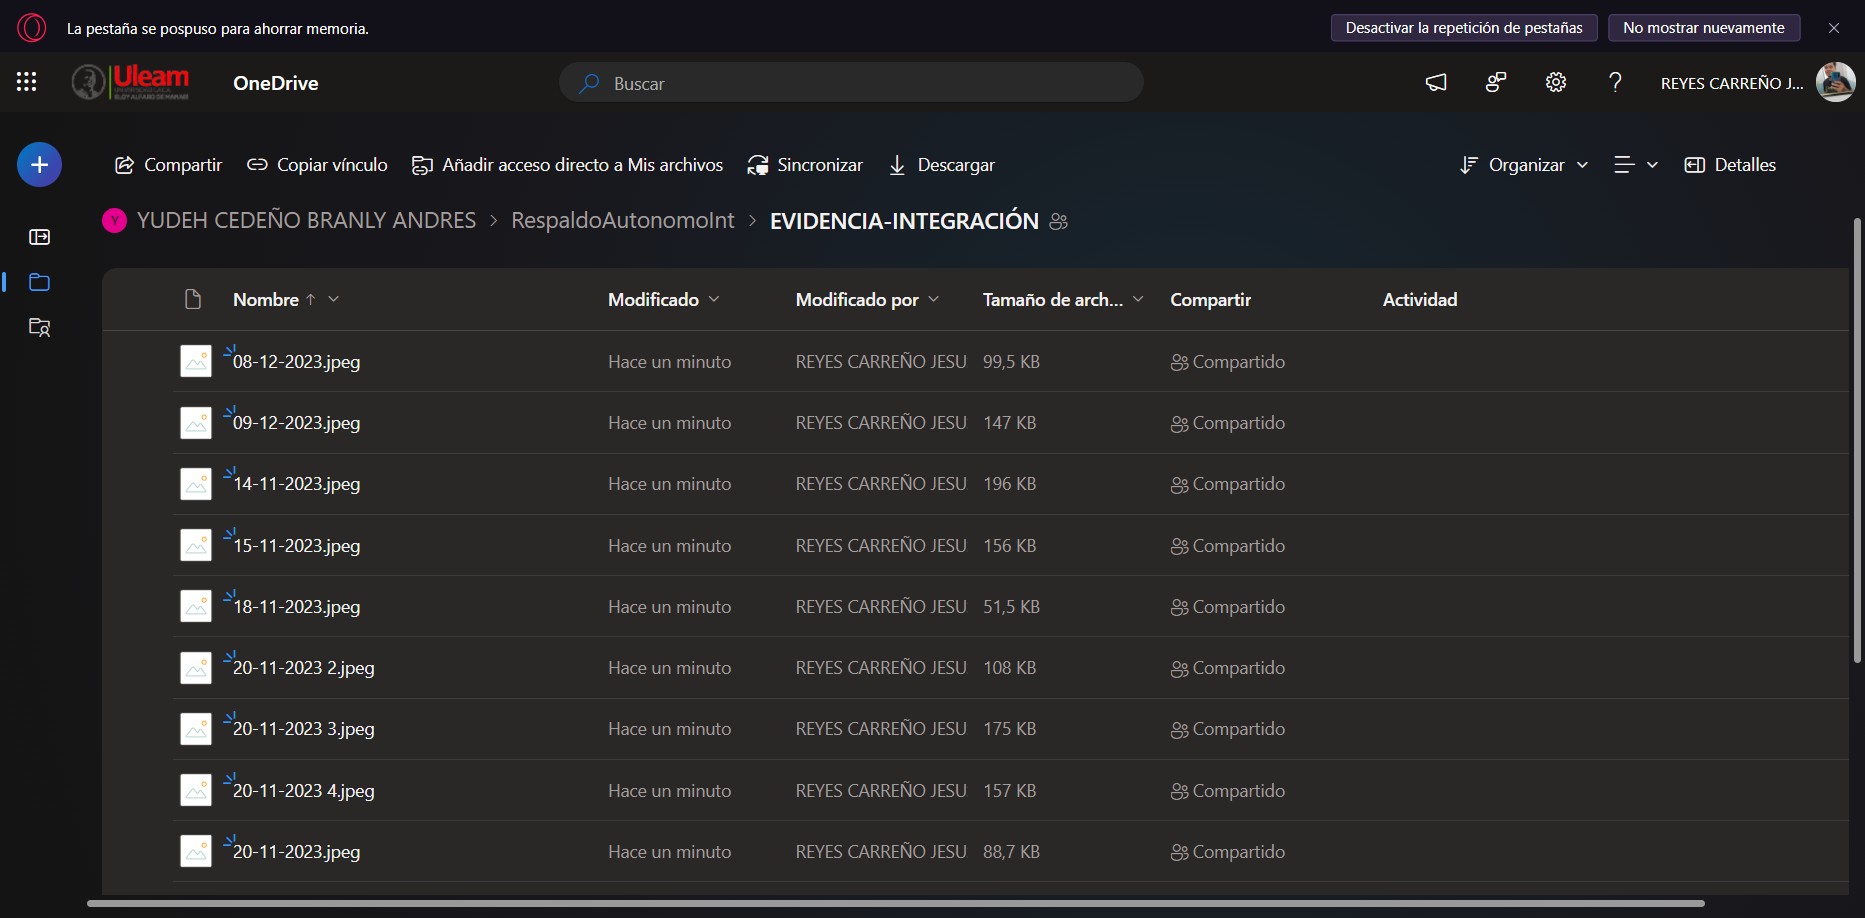 La pestaña se pospuso para ahorrar memoria. Desactivar la repetición de pestañas No mostrar nuevamente
Uleam OneDrive Buscar REYES CARREÑO J...
Compartir Copiar vínculo Añadir acceso directo a Mis archivos Sincronizar Descargar Organizar Detalles
Y YUDEH CEDEÑO BRANLY ANDRES > RespaldoAutonomoInt > EVIDENCIA-INTEGRACIÓN
Nombre Modificado Modificado por Tamaño de arch... Compartir Actividad
08-12-2023.jpeg Hace un minuto REYES CARREÑO JESU 99,5 KB Compartido
09-12-2023.jpeg Hace un minuto REYES CARREÑO JESU 147 KB Compartido
14-11-2023.jpeg Hace un minuto REYES CARREÑO JESU 196 KB Compartido
15-11-2023.jpeg Hace un minuto REYES CARREÑO JESU 156 KB Compartido
18-11-2023.jpeg Hace un minuto REYES CARREÑO JESU 51,5 KB Compartido
20-11-2023 2.jpeg Hace un minuto REYES CARREÑO JESU 108 KB Compartido
20-11-2023 3.jpeg Hace un minuto REYES CARREÑO JESU 175 KB Compartido
20-11-2023 4.jpeg Hace un minuto REYES CARREÑO JESU 157 KB Compartido
20-11-2023.jpeg Hace un minuto REYES CARREÑO JESU 88,7 KB Compartido